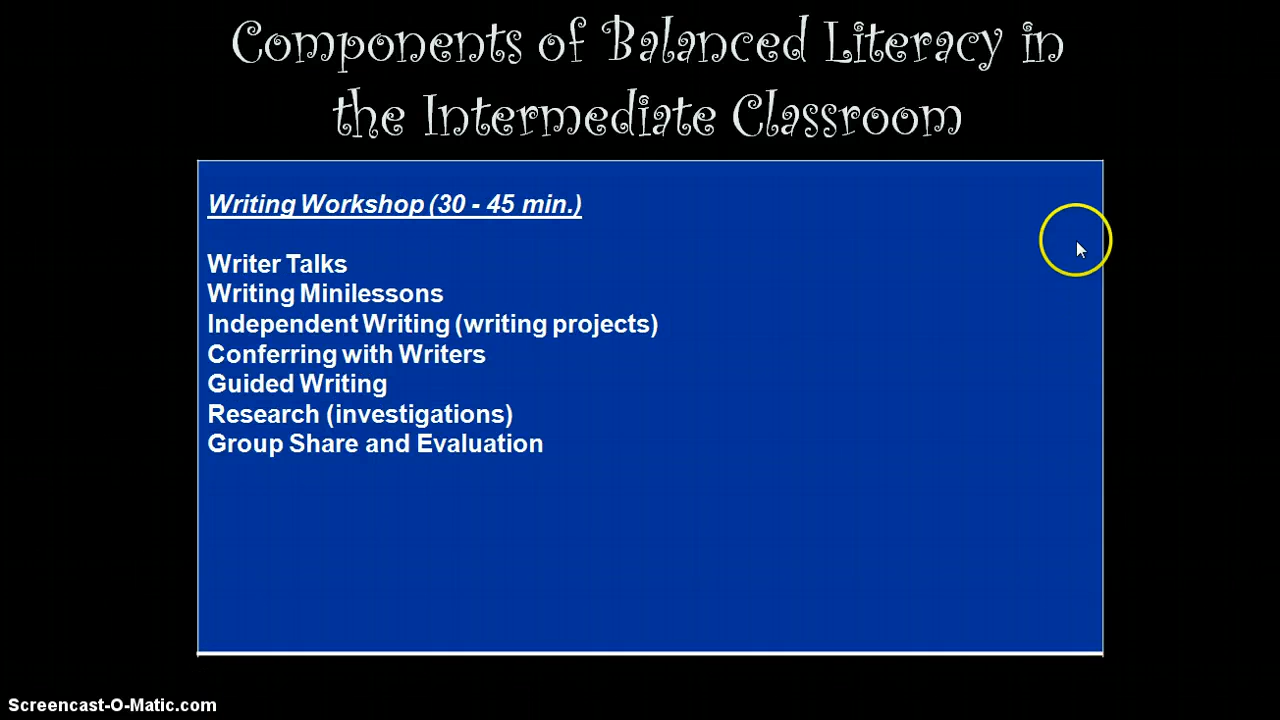 Components of Balanced Literacy in
the Intermediate Classroom
Writing Workshop (30 - 45 min.)
Writer Talks
Writing Minilessons
Independent Writing (writing projects)
Conferring with Writers
Guided Writing
Research (investigations)
Group Share and Evaluation
Screencast-O-Matic.com